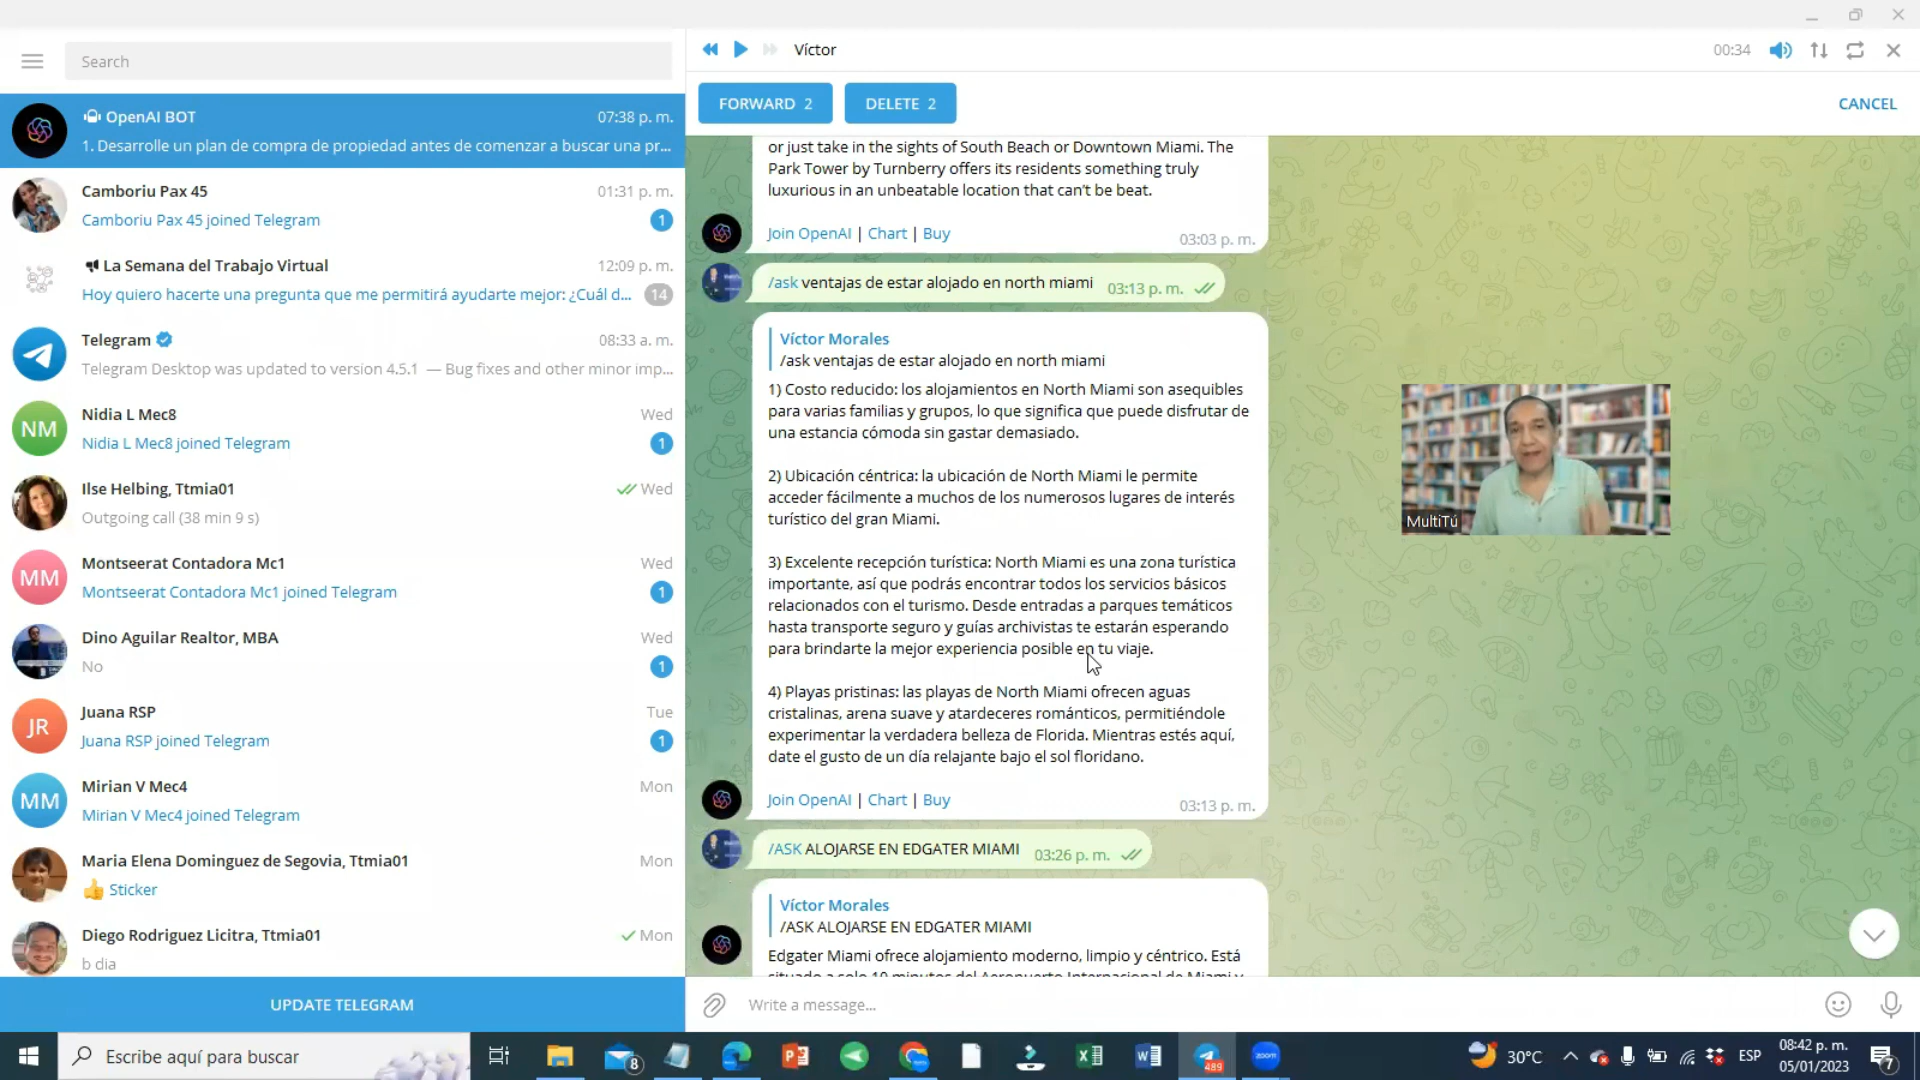 Search
OpenAI BOT
07:38 p. m.
1. Desarrolle un plan de compra de propiedad antes de comenzar a buscar una pr...
Camboriu Pax 45
01:31 p. m.
Camboriu Pax 45 joined Telegram
1
La Semana del Trabajo Virtual
12:09 p. m.
Hoy quiero hacerte una pregunta que me permitirá ayudarte mejor: ¿Cuál d...
14
Telegram
08:33 a. m.
Telegram Desktop was updated to version 4.5.1 — Bug fixes and other minor imp...
NM
Nidia L Mec8
Wed
Nidia L Mec8 joined Telegram
1
Ilse Helbing, Ttmia01
Wed
Outgoing call (38 min 9 s)
MM
Montseerat Contadora Mc1
Wed
Montseerat Contadora Mc1 joined Telegram
1
Dino Aguilar Realtor, MBA
Wed
No
1
JR
Juana RSP
Tue
Juana RSP joined Telegram
1
MM
Mirian V Mec4
Mon
Mirian V Mec4 joined Telegram
Maria Elena Dominguez de Segovia, Ttmia01
Mon
Sticker
Diego Rodriguez Licitra, Ttmia01
Mon
b dia
UPDATE TELEGRAM
Víctor
00:34
FORWARD 2
DELETE 2
CANCEL
or just take in the sights of South Beach or Downtown Miami. The
Park Tower by Turnberry offers its residents something truly
luxurious in an unbeatable location that can't be beat.
Join OpenAI | Chart | Buy
03:03 p. m.
/ask ventajas de estar alojado en north miami
03:13 p. m.
Víctor Morales
/ask ventajas de estar alojado en north miami
1) Costo reducido: los alojamientos en North Miami son asequibles
para varias familias y grupos, lo que significa que puede disfrutar de
una estancia cómoda sin gastar demasiado.
2) Ubicación céntrica: la ubicación de North Miami le permite
acceder fácilmente a muchos de los numerosos lugares de interés
turístico del gran Miami.
3) Excelente recepción turística: North Miami es una zona turística
importante, así que podrás encontrar todos los servicios básicos
relacionados con el turismo. Desde entradas a parques temáticos
hasta transporte seguro y guías archivistas te estarán esperando
para brindarte la mejor experiencia posible en tu viaje.
4) Playas pristinas: las playas de North Miami ofrecen aguas
cristalinas, arena suave y atardeceres románticos, permitiéndole
experimentar la verdadera belleza de Florida. Mientras estés aquí,
date el gusto de un día relajante bajo el sol floridano.
Join OpenAI | Chart | Buy
03:13 p. m.
/ASK ALOJARSE EN EDGATER MIAMI
03:26 p. m.
Víctor Morales
/ASK ALOJARSE EN EDGATER MIAMI
Edgater Miami ofrece alojamiento moderno, limpio y céntrico. Está
situado a solo 10 minutos del Aeropuerto Internacional de Miami y
MultiTú
Write a message...
Escribe aquí para buscar
8
489
zoom
30°C
ESP
08:42 p. m.
05/01/2023
7